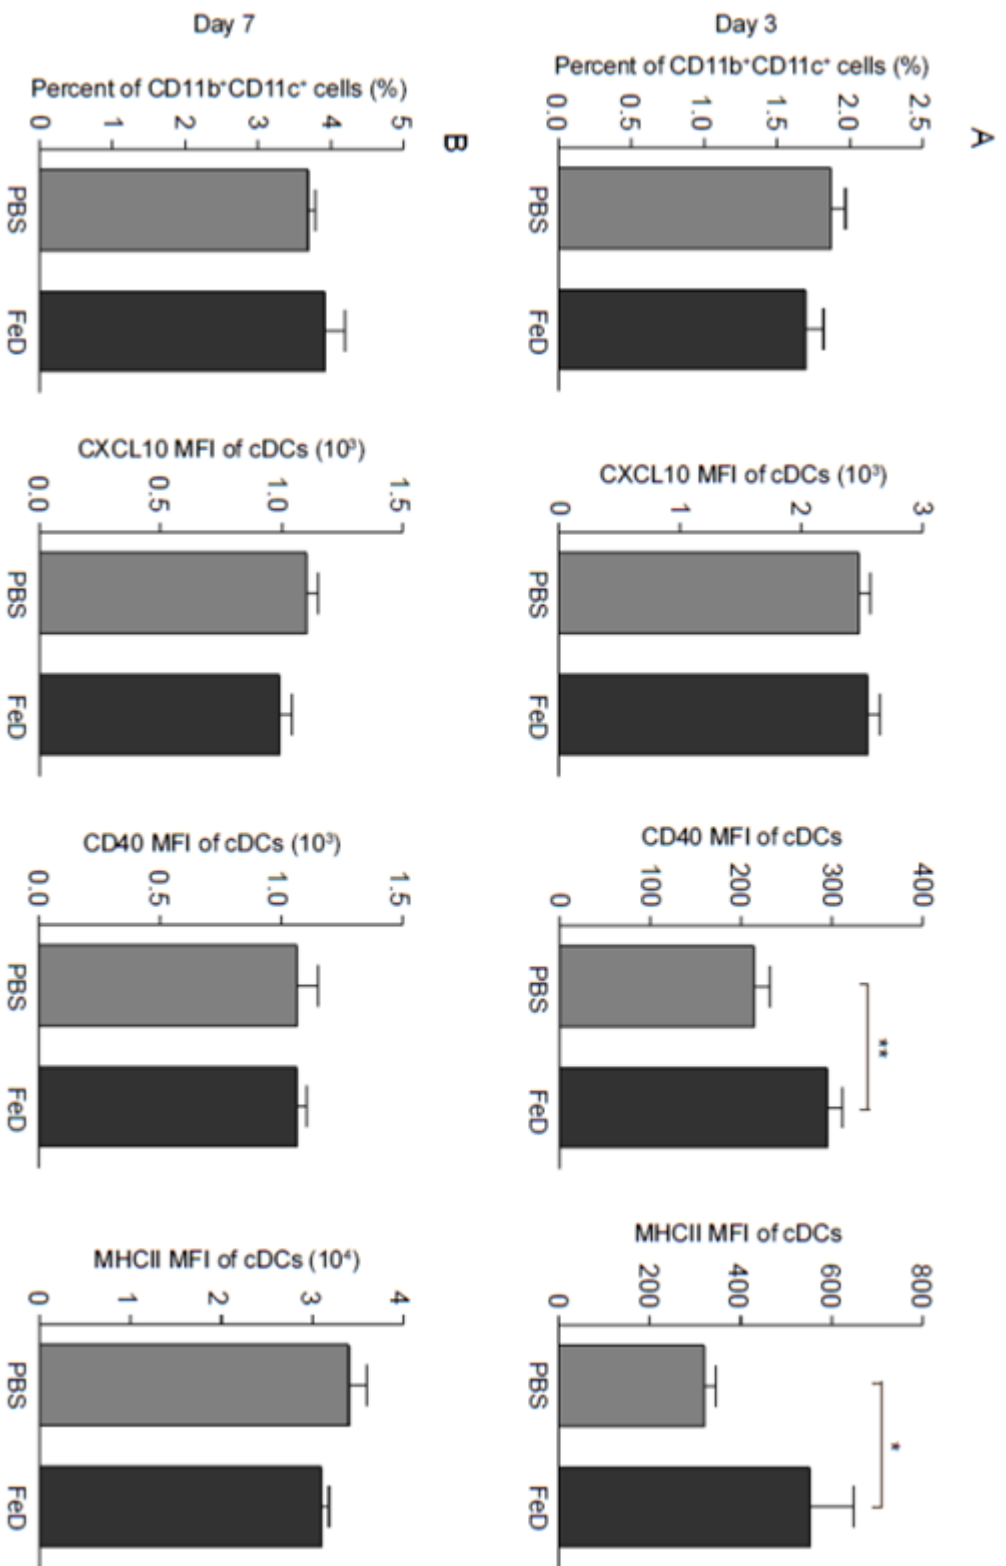 A
Day 3
Percent of CD11b⁺CD11c⁺ cells (%)
2.5
2.0
1.5
1.0
0.5
0.0
PBS
FeD
CXCL10 MFI of cDCs (10³)
3
2
1
0
PBS
FeD
CD40 MFI of cDCs
400
300
200
100
0
**
PBS
FeD
MHCII MFI of cDCs
800
600
400
200
0
*
PBS
FeD
B
Day 7
Percent of CD11b⁺CD11c⁺ cells (%)
5
4
3
2
1
0
PBS
FeD
CXCL10 MFI of cDCs (10³)
1.5
1.0
0.5
0.0
PBS
FeD
CD40 MFI of cDCs (10³)
1.5
1.0
0.5
0.0
PBS
FeD
MHCII MFI of cDCs (10⁴)
4
3
2
1
0
PBS
FeD